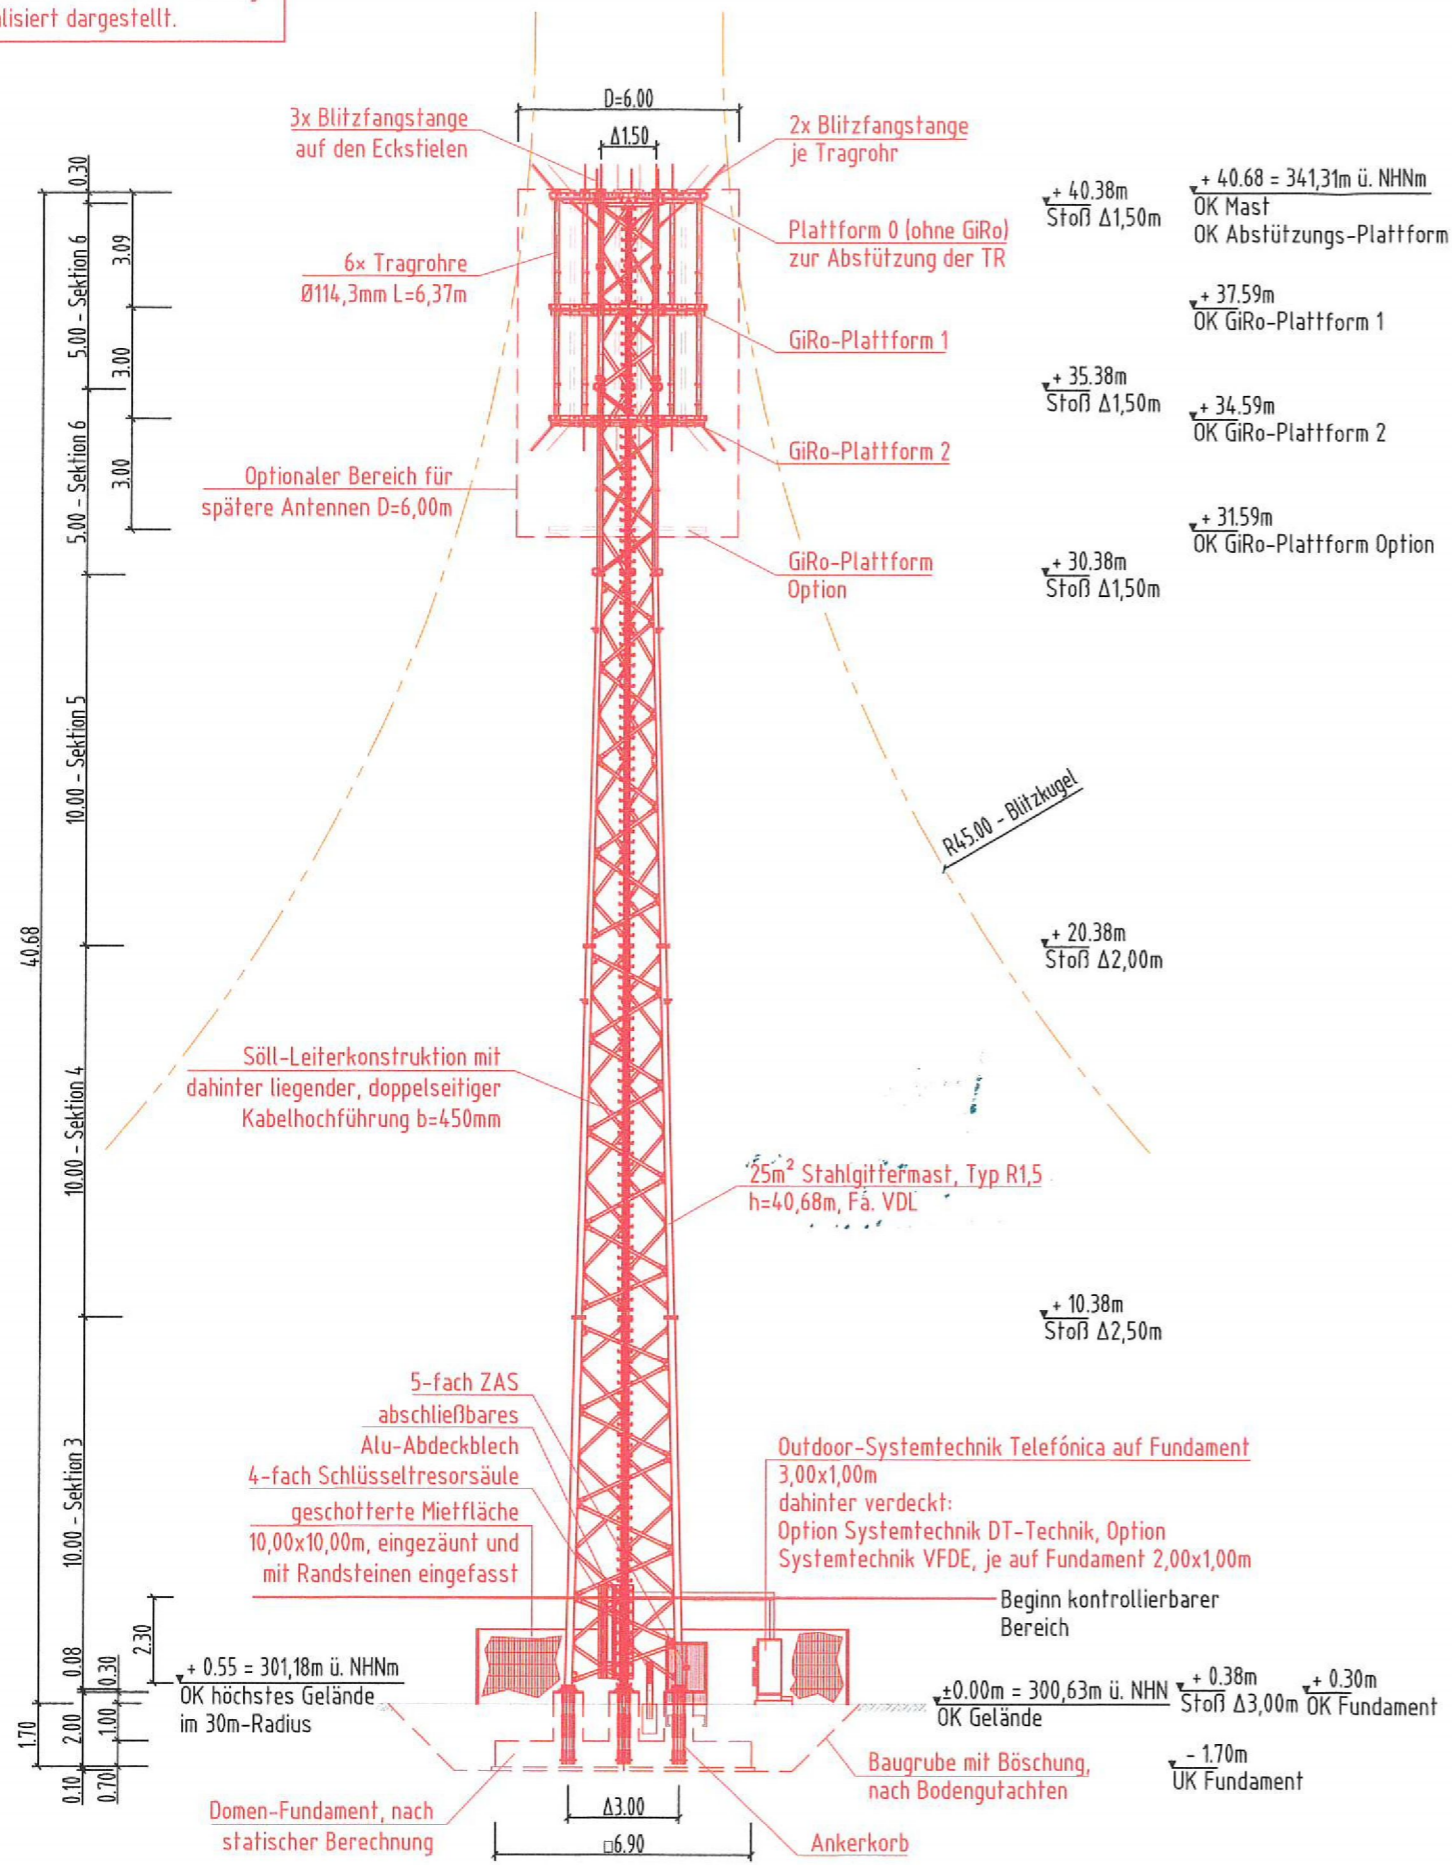 lisiert dargestellt.
D=6,00
3x Blitzfangstange
auf den Eckstielen
Δ1.50
2x Blitzfangstange
je Tragrohr
0.30
+ 40.38m
Stoß Δ1,50m
+ 40.68 = 341,31m ü. NHNm
OK Mast
OK Abstützungs-Plattform
Plattform 0 (ohne GiRo)
zur Abstützung der TR
6x Tragrohre
Ø114,3mm L=6,37m
5.00 - Sektion 6
3.09
+ 37.59m
OK GiRo-Plattform 1
GiRo-Plattform 1
3.00
+ 35.38m
Stoß Δ1,50m
+ 34.59m
OK GiRo-Plattform 2
GiRo-Plattform 2
5.00 - Sektion 6
3.00
Optionaler Bereich für
spätere Antennen D=6,00m
+ 31.59m
OK GiRo-Plattform Option
GiRo-Plattform
Option
+ 30.38m
Stoß Δ1,50m
10.00 - Sektion 5
R45.00 - Blitzkugel
40.68
+ 20.38m
Stoß Δ2,00m
Söll-Leiterkonstruktion mit
dahinter liegender, doppelseitiger
Kabelhochführung b=450mm
10.00 - Sektion 4
25m² Stahlgittermast, Typ R1,5
h=40,68m, Fa. VDL
+ 10.38m
Stoß Δ2,50m
5-fach ZAS
abschließbares
Alu-Abdeckblech
4-fach Schlüsseltresorsäule
geschotterte Mietfläche
10,00x10,00m, eingezäunt und
mit Randsteinen eingefasst
10.00 - Sektion 3
Outdoor-Systemtechnik Telefónica auf Fundament
3,00x1,00m
dahinter verdeckt:
Option Systemtechnik DT-Technik, Option
Systemtechnik VFDE, je auf Fundament 2,00x1,00m
Beginn kontrollierbarer
Bereich
2.30
0.08
0.30
+ 0.55 = 301,18m ü. NHNm
OK höchstes Gelände
im 30m-Radius
±0.00m = 300,63m ü. NHN
OK Gelände
+ 0.38m
Stoß Δ3,00m
+ 0.30m
OK Fundament
1.70
2.00
1.00
0.10
0.70
- 1.70m
UK Fundament
Baugrube mit Böschung,
nach Bodengutachten
Domen-Fundament, nach
statischer Berechnung
Δ3.00
□6.90
Ankerkorb